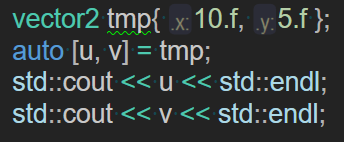 vector2 tmp{ .x: 10.f, .y: 5.f };
auto [u, v] = tmp;
std::cout << u << std::endl;
std::cout << v << std::endl;